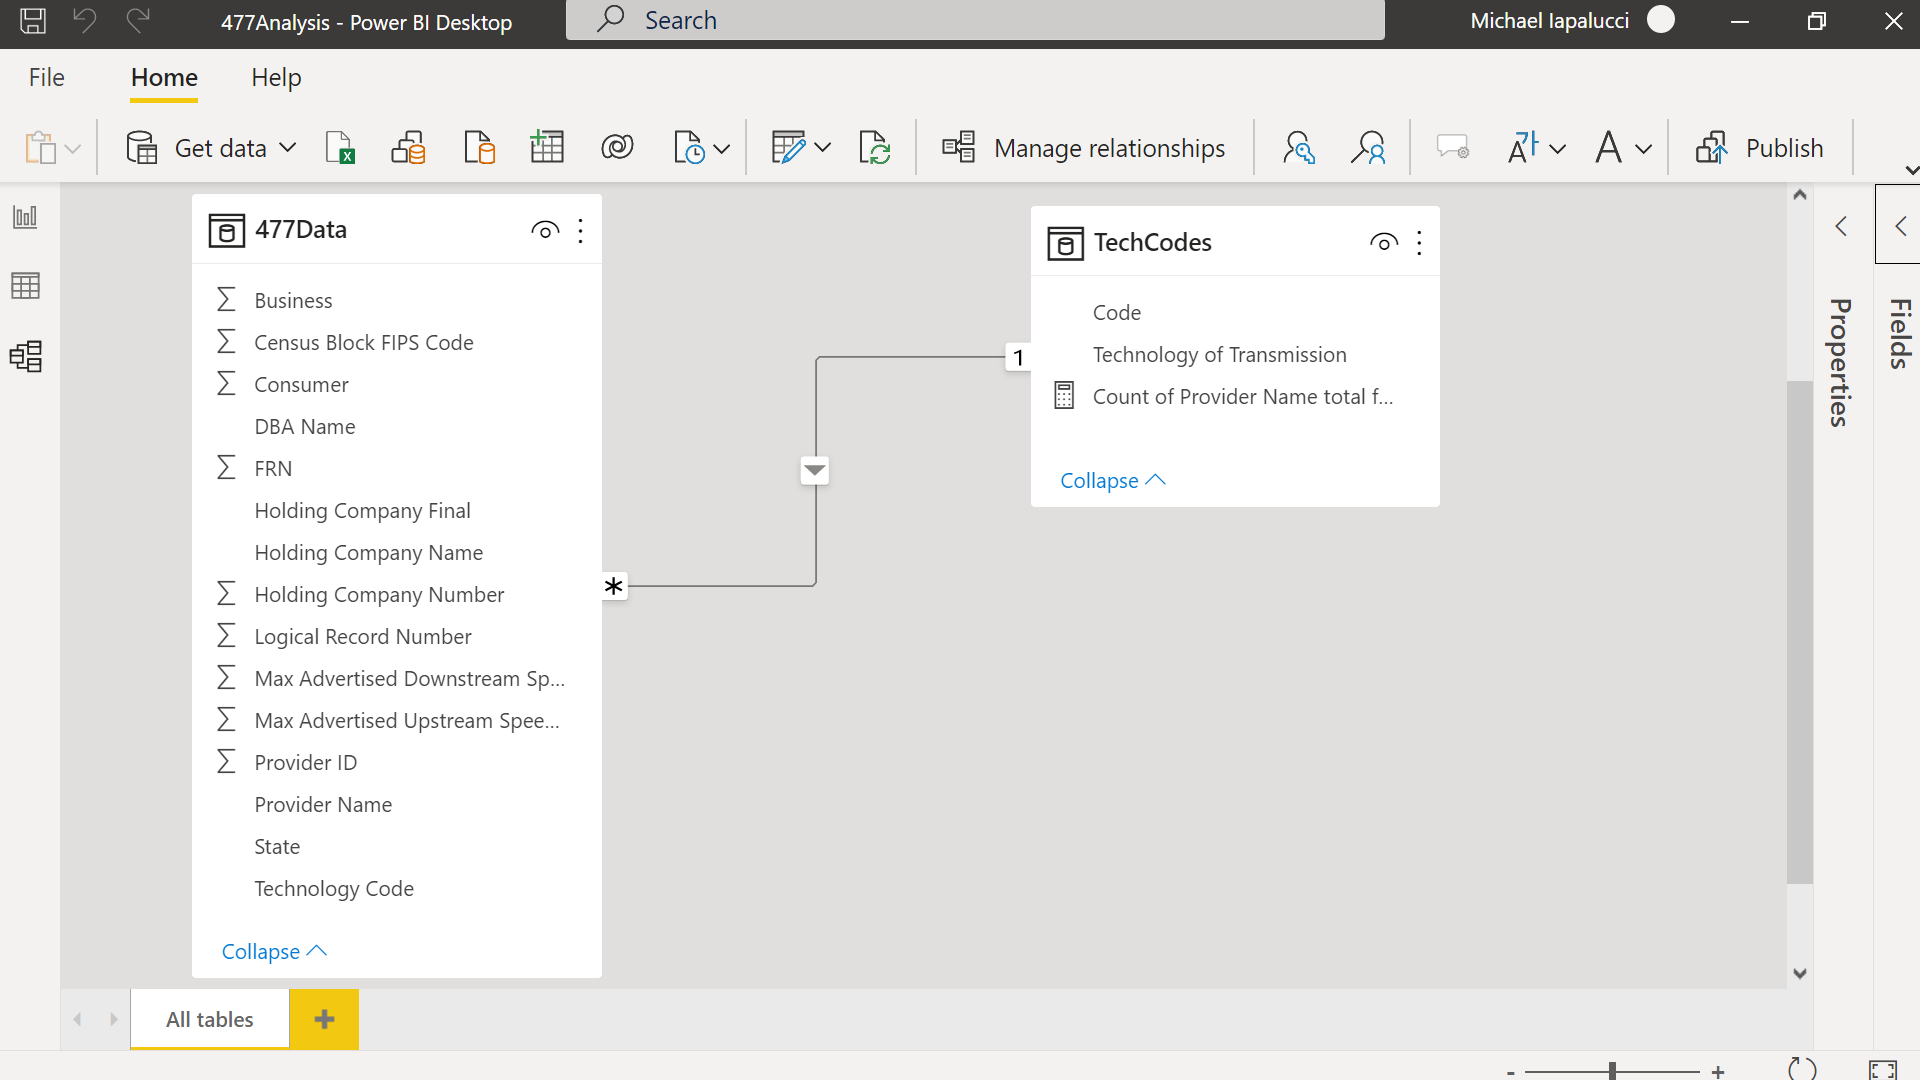 477Analysis - Power BI Desktop
Search
Michael Iapalucci
File
Home
Help
Get data
Manage relationships
Publish
477Data
Business
Census Block FIPS Code
Consumer
DBA Name
FRN
Holding Company Final
Holding Company Name
Holding Company Number
Logical Record Number
Max Advertised Downstream Sp...
Max Advertised Upstream Spee...
Provider ID
Provider Name
State
Technology Code
Collapse
*
1
TechCodes
Code
Technology of Transmission
Count of Provider Name total f...
Collapse
Properties
Fields
All tables